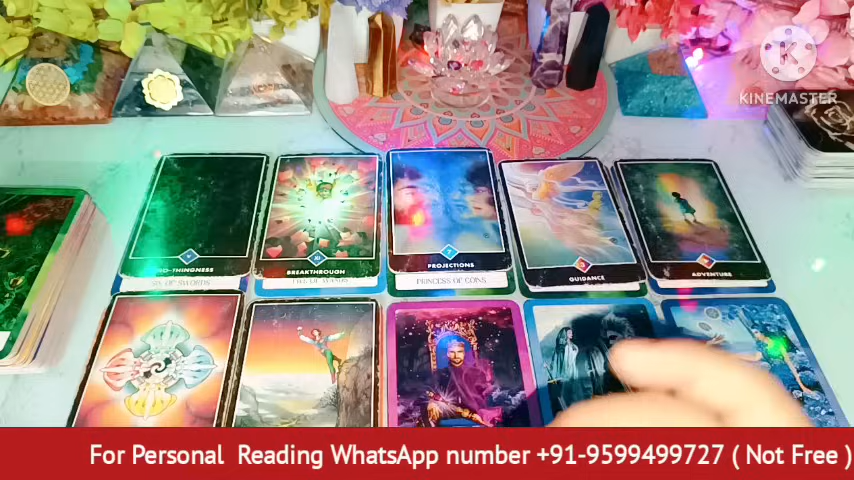 K
KINEMASTER
NO-THINGNESS
BREAKTHROUGH
PROJECTIONS
GUIDANCE
ADVENTURE
SIX OF SWORDS
PRINCESS OF COINS
For Personal Reading WhatsApp number +91-9599499727 ( Not Free )